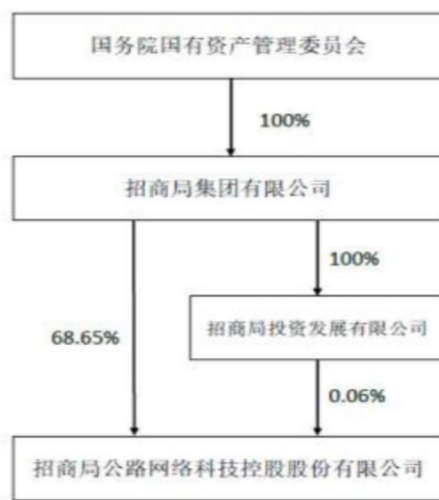 国务院国有资产管理委员会
100%
招商局集团有限公司
100%
招商局投资发展有限公司
68.65%
0.06%
招商局公路网络科技控股股份有限公司